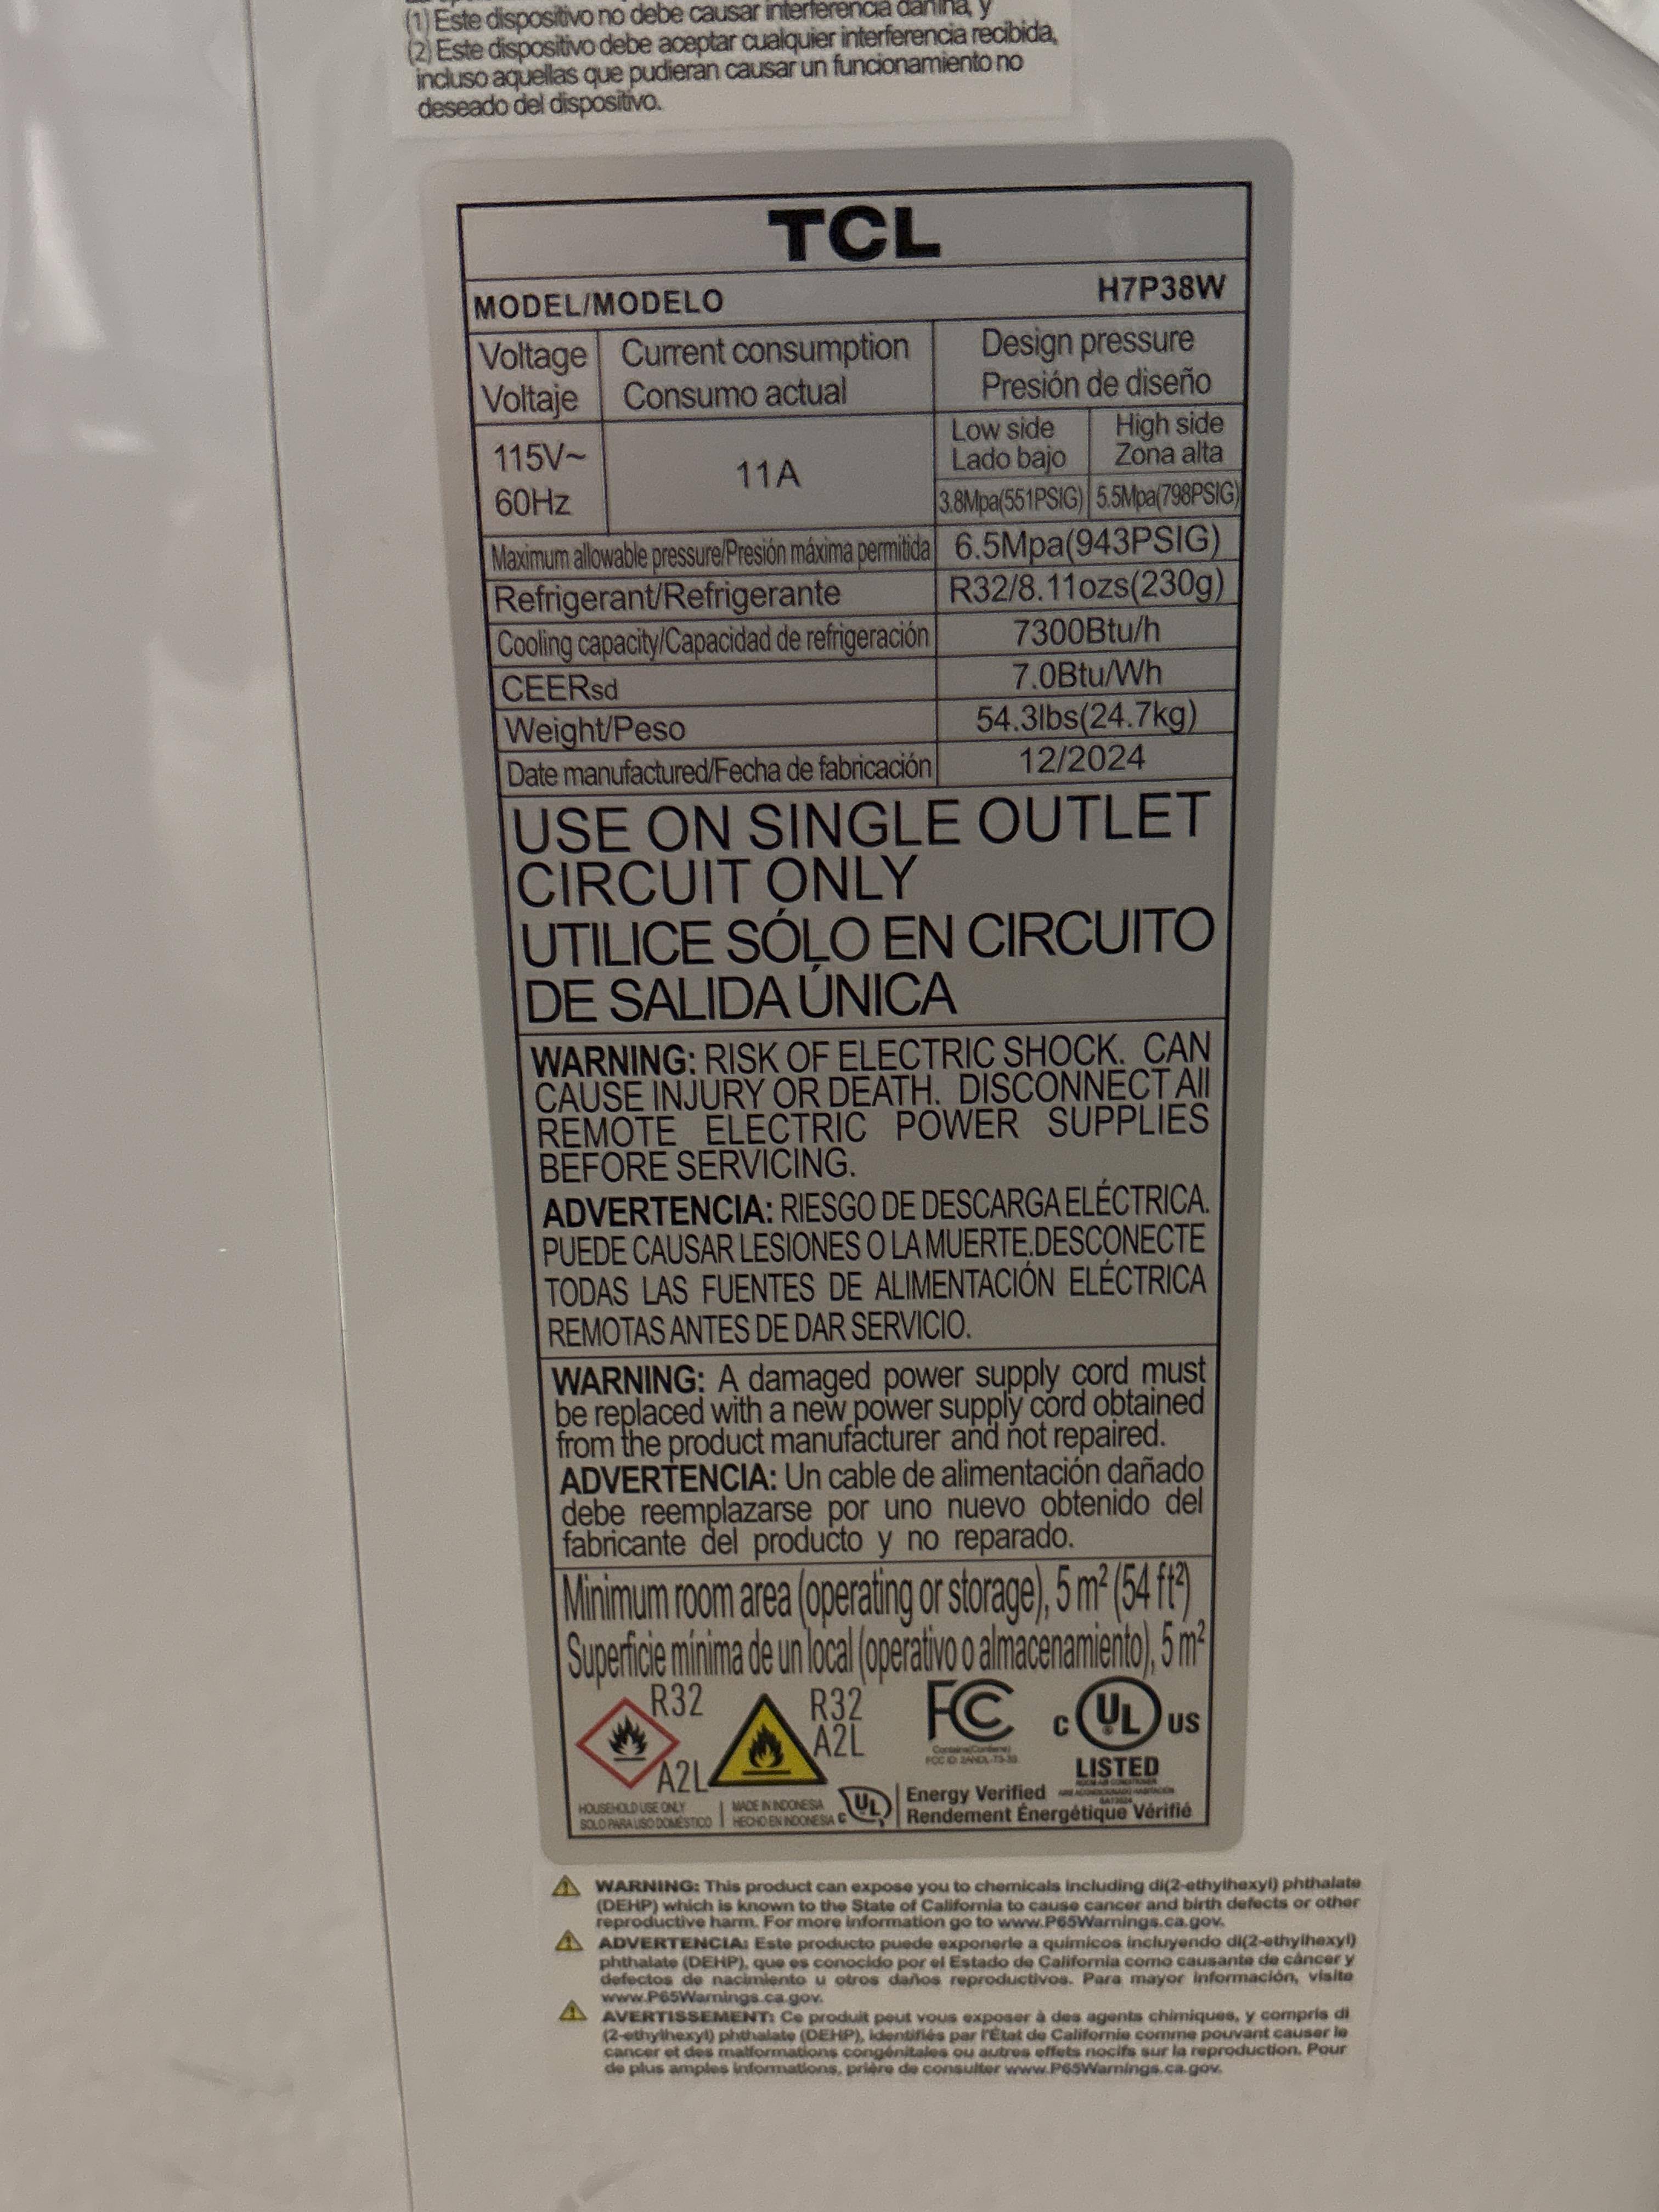 (1) Este dispositivo no debe causar interferencia dañina, y
(2) Este dispositivo debe aceptar cualquier interferencia recibida,
incluso aquellas que pudieran causar un funcionamiento no
deseado del dispositivo.
TCL
MODEL/MODELO H7P38W
Voltage Current consumption Design pressure
Voltaje Consumo actual Presión de diseño
Low side High side
Lado bajo Zona alta
115V~ 11A
60Hz 3.8Mpa(551PSIG) 5.5Mpa(798PSIG)
Maximum allowable pressure/Presión máxima permitida 6.5Mpa(943PSIG)
Refrigerant/Refrigerante R32/8.11ozs(230g)
Cooling capacity/Capacidad de refrigeración 7300Btu/h
CEERsd 7.0Btu/Wh
Weight/Peso 54.3lbs(24.7kg)
Date manufactured/Fecha de fabricación 12/2024
USE ON SINGLE OUTLET
CIRCUIT ONLY
UTILICE SÓLO EN CIRCUITO
DE SALIDA ÚNICA
WARNING: RISK OF ELECTRIC SHOCK. CAN
CAUSE INJURY OR DEATH. DISCONNECT All
REMOTE ELECTRIC POWER SUPPLIES
BEFORE SERVICING.
ADVERTENCIA: RIESGO DE DESCARGA ELÉCTRICA.
PUEDE CAUSAR LESIONES O LA MUERTE.DESCONECTE
TODAS LAS FUENTES DE ALIMENTACIÓN ELÉCTRICA
REMOTAS ANTES DE DAR SERVICIO.
WARNING: A damaged power supply cord must
be replaced with a new power supply cord obtained
from the product manufacturer and not repaired.
ADVERTENCIA: Un cable de alimentación dañado
debe reemplazarse por uno nuevo obtenido del
fabricante del producto y no reparado.
Minimum room area (operating or storage), 5 m² (54 ft²)
Superficie mínima de un local (operativo o almacenamiento), 5 m²
R32 R32 FC c UL US
A2L A2L LISTED
Contains(Contiene)
FCC ID: 2ANDL-T3-33
ROOM AIR CONDITIONER
HOUSEHOLD USE ONLY MADE IN INDONESIA c UL Energy Verified
SOLO PARA USO DOMÉSTICO HECHO EN INDONESIA Rendement Énergétique Vérifié
WARNING: This product can expose you to chemicals including di(2-ethylhexyl) phthalate
(DEHP) which is known to the State of California to cause cancer and birth defects or other
reproductive harm. For more information go to www.P65Warnings.ca.gov.
ADVERTENCIA: Este producto puede exponerle a químicos incluyendo di(2-ethylhexyl)
phthalate (DEHP), que es conocido por el Estado de California como causante de cáncer y
defectos de nacimiento u otros daños reproductivos. Para mayor información, visite
www.P65Warnings.ca.gov.
AVERTISSEMENT: Ce produit peut vous exposer à des agents chimiques, y compris di
(2-ethylhexyl) phthalate (DEHP), identifiés par l'État de Californie comme pouvant causer le
cancer et des malformations congénitales ou autres effets nocifs sur la reproduction. Pour
de plus amples informations, prière de consulter www.P65Warnings.ca.gov.